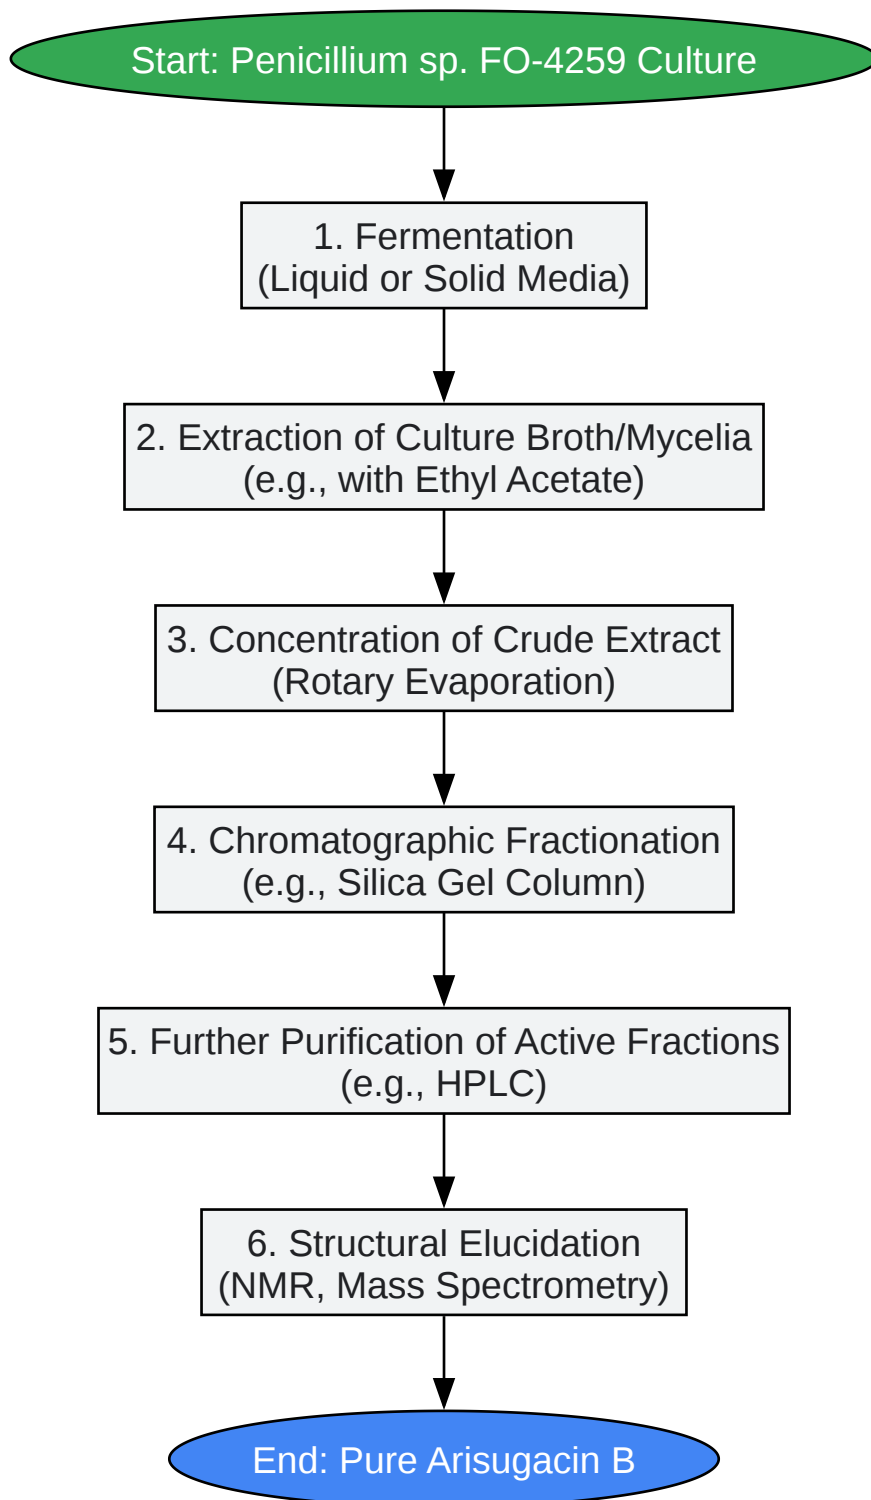 Start: Penicillium sp. FO-4259 Culture
1. Fermentation
(Liquid or Solid Media)
2. Extraction of Culture Broth/Mycelia
(e.g., with Ethyl Acetate)
3. Concentration of Crude Extract
(Rotary Evaporation)
4. Chromatographic Fractionation
(e.g., Silica Gel Column)
5. Further Purification of Active Fractions
(e.g., HPLC)
6. Structural Elucidation
(NMR, Mass Spectrometry)
End: Pure Arisugacin B